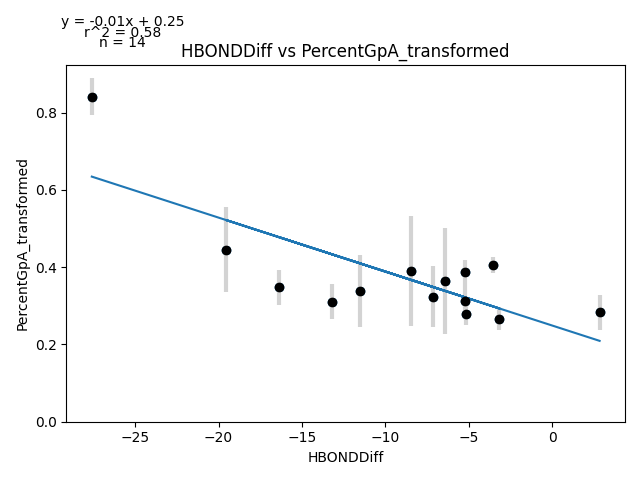 y = -0.01x + 0.25
r^2 = 0.58
n = 14
HBONDDiff vs PercentGpA_transformed
PercentGpA_transformed
0.8
0.6
0.4
0.2
0.0
−25
−20
−15
−10
−5
0
HBONDDiff